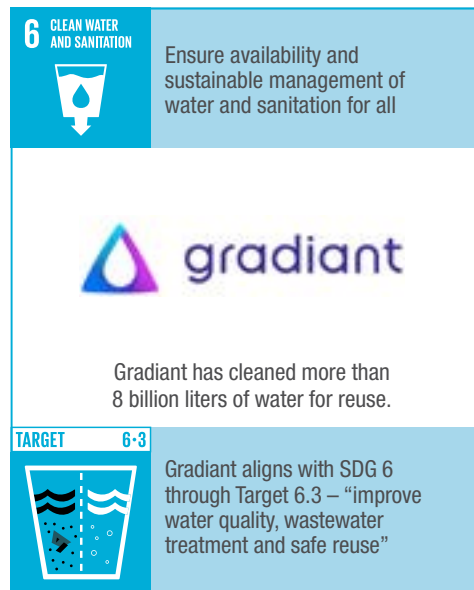 6 CLEAN WATER
AND SANITATION
Ensure availability and
sustainable management of
water and sanitation for all
gradiant
Gradiant has cleaned more than
8 billion liters of water for reuse.
TARGET 6·3
Gradiant aligns with SDG 6
through Target 6.3 – “improve
water quality, wastewater
treatment and safe reuse”